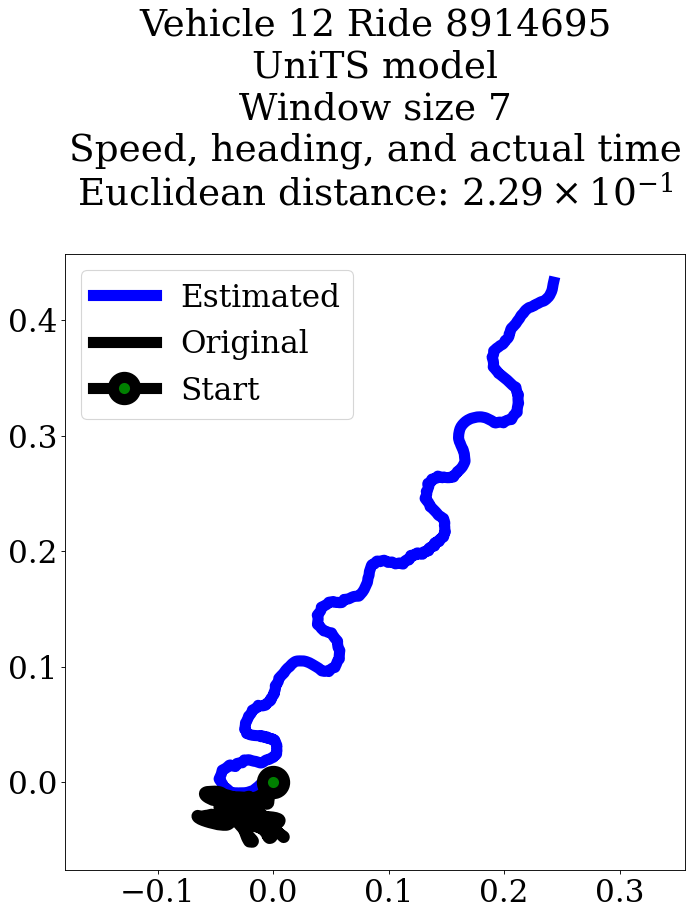 Vehicle 12 Ride 8914695
UniTS model
Window size 7
Speed, heading, and actual time
Euclidean distance: 2.29 × 10⁻¹
Estimated
Original
Start
0.4
0.3
0.2
0.1
0.0
−0.1 0.0 0.1 0.2 0.3